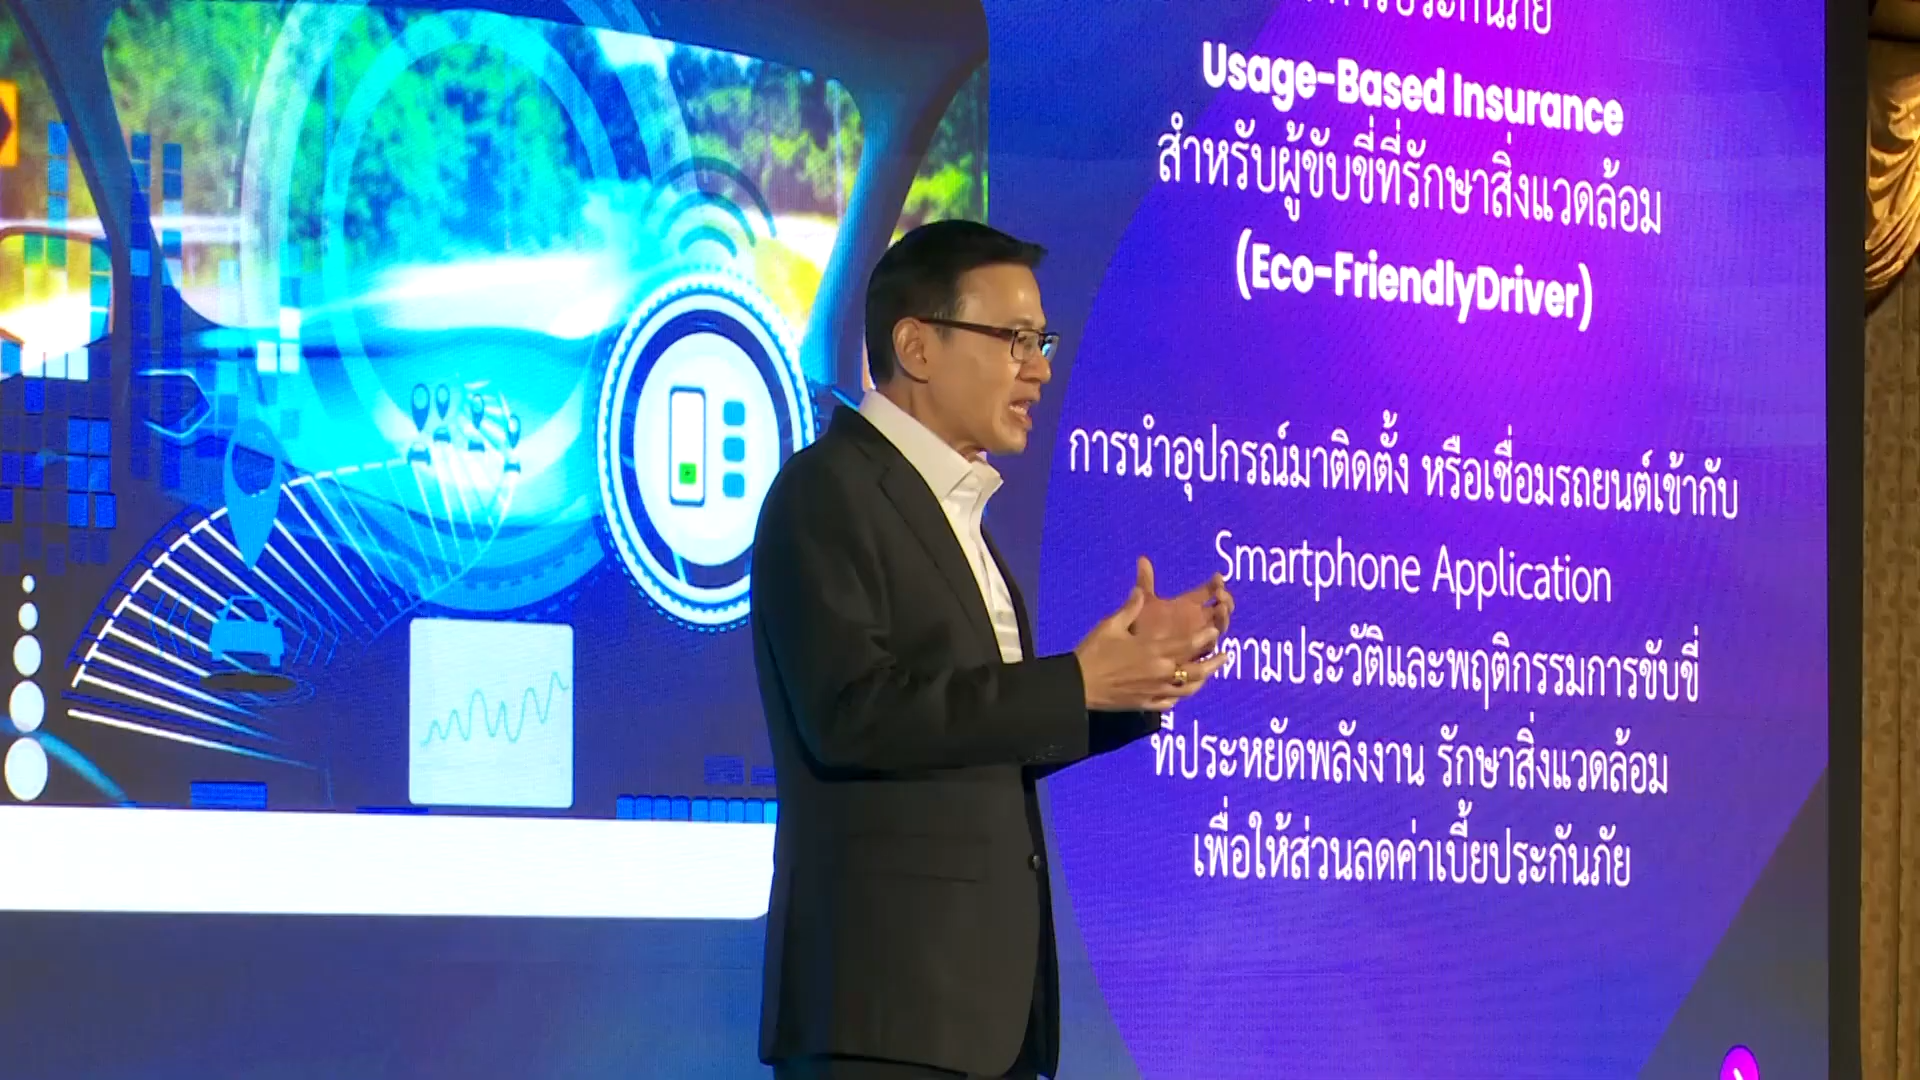 ประกันภัย
Usage-Based Insurance
สำหรับผู้ขับขี่ที่รักษาสิ่งแวดล้อม
(Eco-FriendlyDriver)
การนำอุปกรณ์มาติดตั้ง หรือเชื่อมรถยนต์เข้ากับ
Smartphone Application
ตามประวัติและพฤติกรรมการขับขี่
ที่ประหยัดพลังงาน รักษาสิ่งแวดล้อม
เพื่อให้ส่วนลดค่าเบี้ยประกันภัย